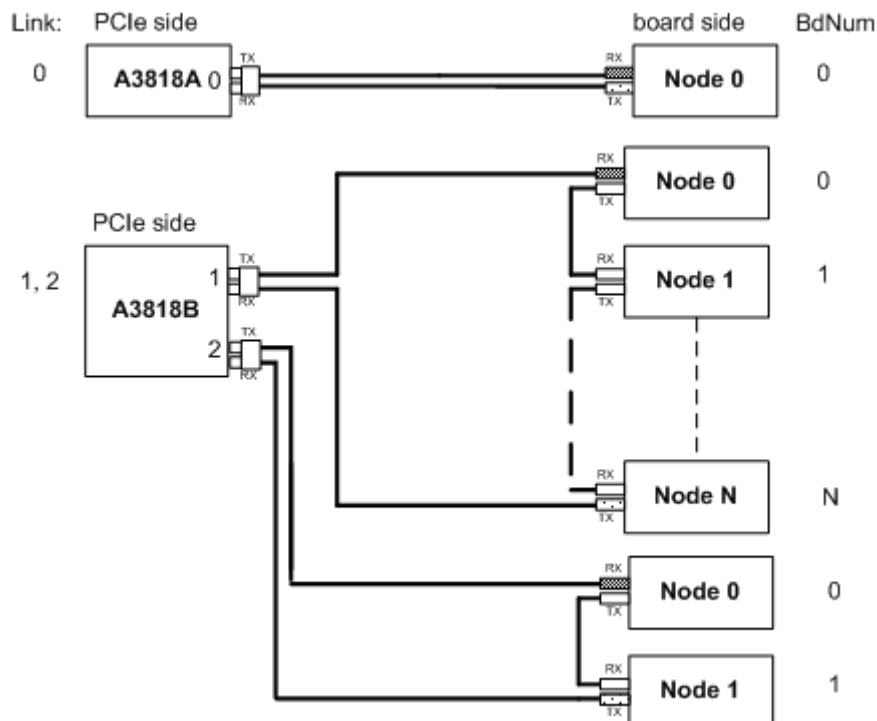 Link: PCIe side board side BdNum
TX RX
0 A3818A 0 Node 0 0
RX TX
RX
Node 0 0
TX
PCIe side
RX
TX
1, 2 1 Node 1 1
RX TX
A3818B
TX
2
RX
RX
Node N N
TX
RX
Node 0 0
TX
RX
Node 1 1
TX